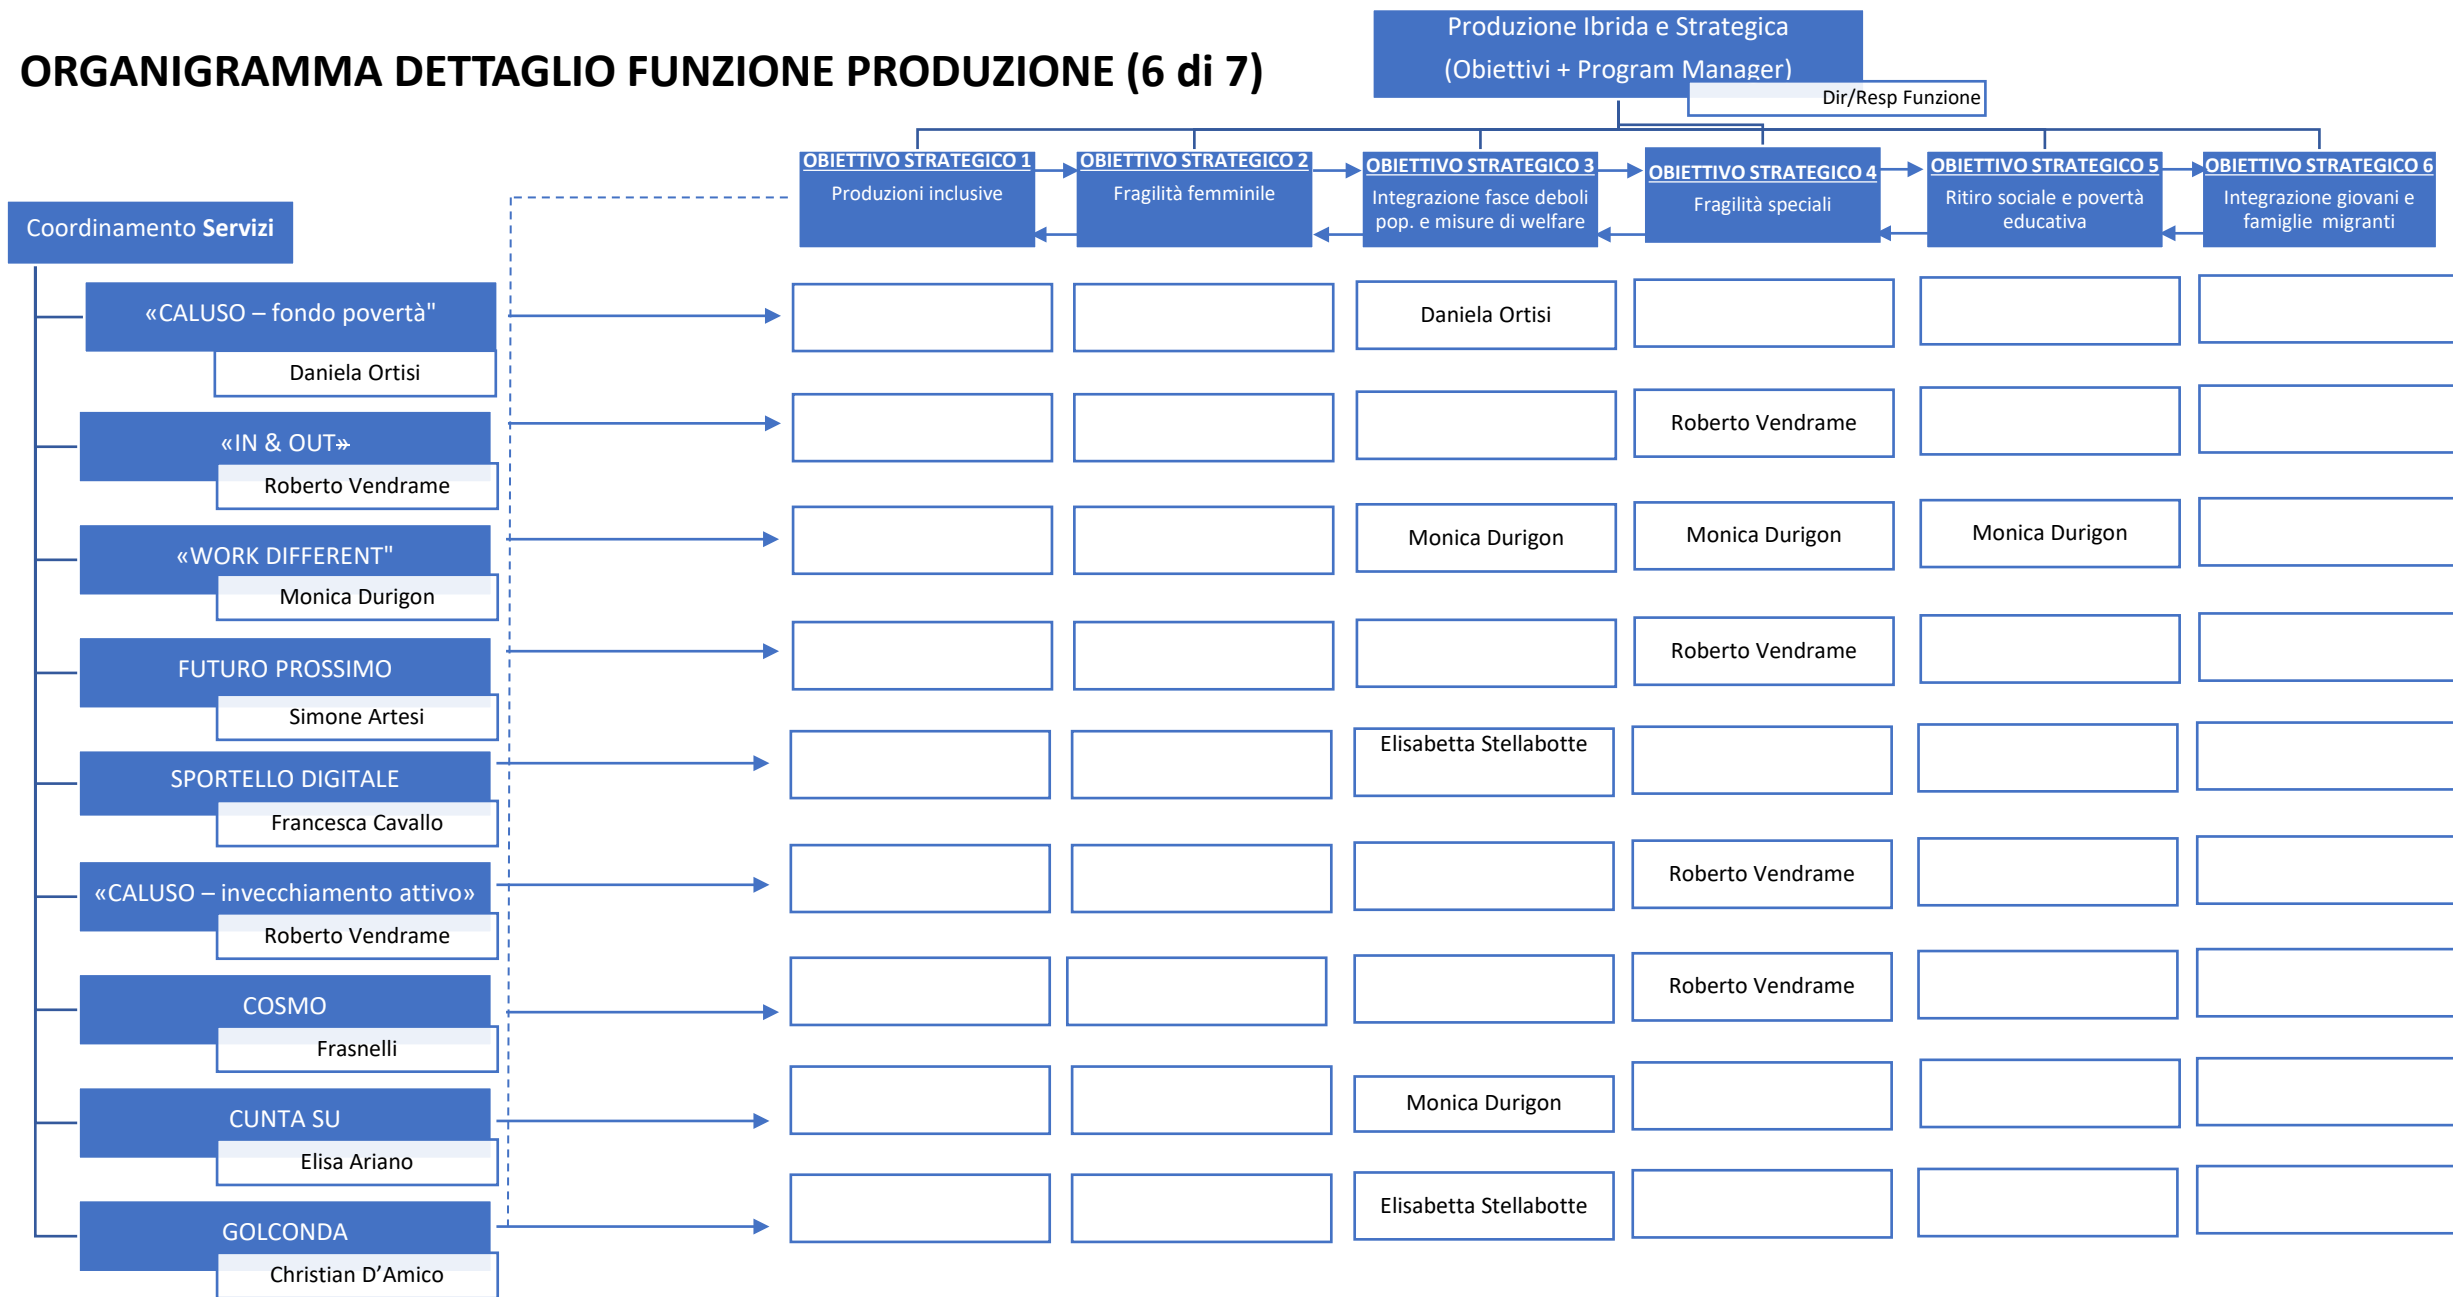 Produzione Ibrida e Strategica
(Obiettivi + Program Manager)
ORGANIGRAMMA DETTAGLIO FUNZIONE PRODUZIONE (6 di 7)
Dir/Resp Funzione
OBIETTIVO STRATEGICO 1
Produzioni inclusive
OBIETTIVO STRATEGICO 2
Fragilità femminile
OBIETTIVO STRATEGICO 3
Integrazione fasce deboli
pop. e misure di welfare
OBIETTIVO STRATEGICO 4
Fragilità speciali
OBIETTIVO STRATEGICO 5
Ritiro sociale e povertà
educativa
OBIETTIVO STRATEGICO 6
Integrazione giovani e
famiglie migranti
Coordinamento Servizi
«CALUSO – fondo povertà"
Daniela Ortisi
Daniela Ortisi
«IN & OUT»
Roberto Vendrame
Roberto Vendrame
«WORK DIFFERENT"
Monica Durigon
Monica Durigon
Monica Durigon
Monica Durigon
FUTURO PROSSIMO
Simone Artesi
Roberto Vendrame
SPORTELLO DIGITALE
Francesca Cavallo
Elisabetta Stellabotte
«CALUSO – invecchiamento attivo»
Roberto Vendrame
Roberto Vendrame
COSMO
Frasnelli
Roberto Vendrame
CUNTA SU
Elisa Ariano
Monica Durigon
GOLCONDA
Christian D’Amico
Elisabetta Stellabotte